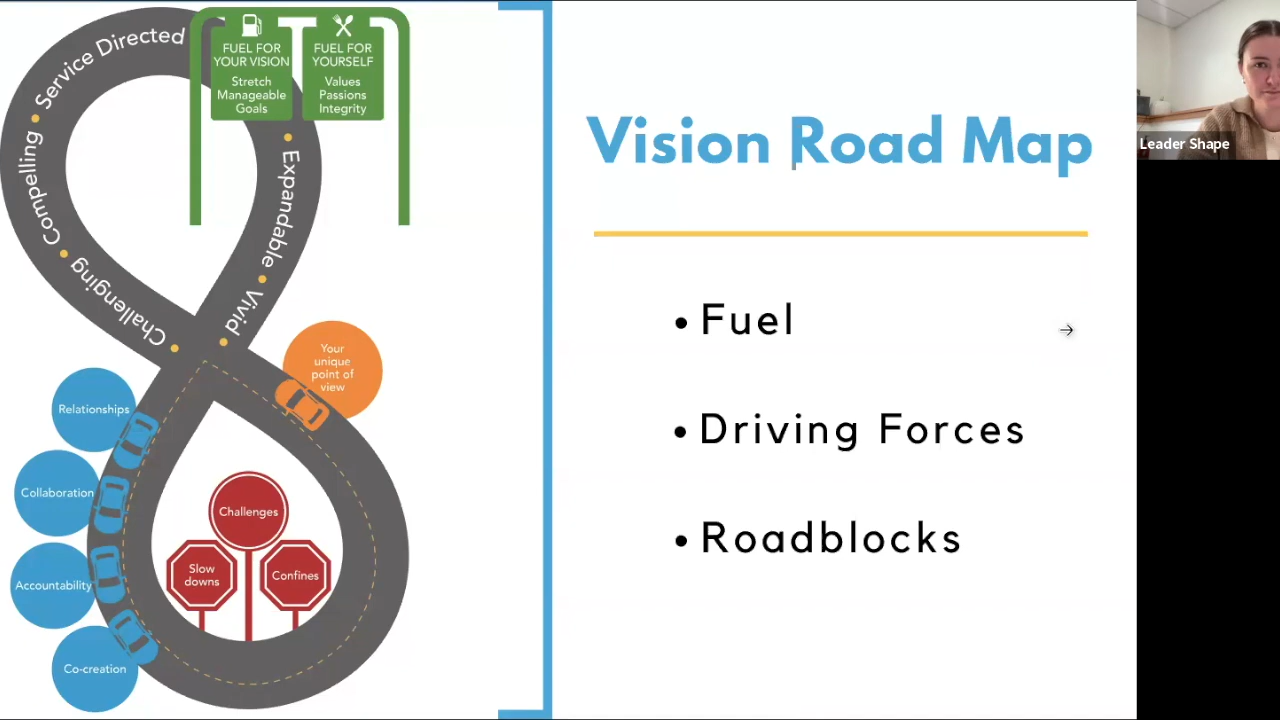 Service Directed
Compelling
Challenging
FUEL FOR
YOUR VISION
Stretch
Manageable
Goals
FUEL FOR
YOURSELF
Values
Passions
Integrity
Expandable
Vivid
Your
unique
point of
view
Relationships
Collaboration
Accountability
Co-creation
Challenges
Slow
downs
Confines
Vision Road Map
• Fuel
• Driving Forces
• Roadblocks
Leader Shape